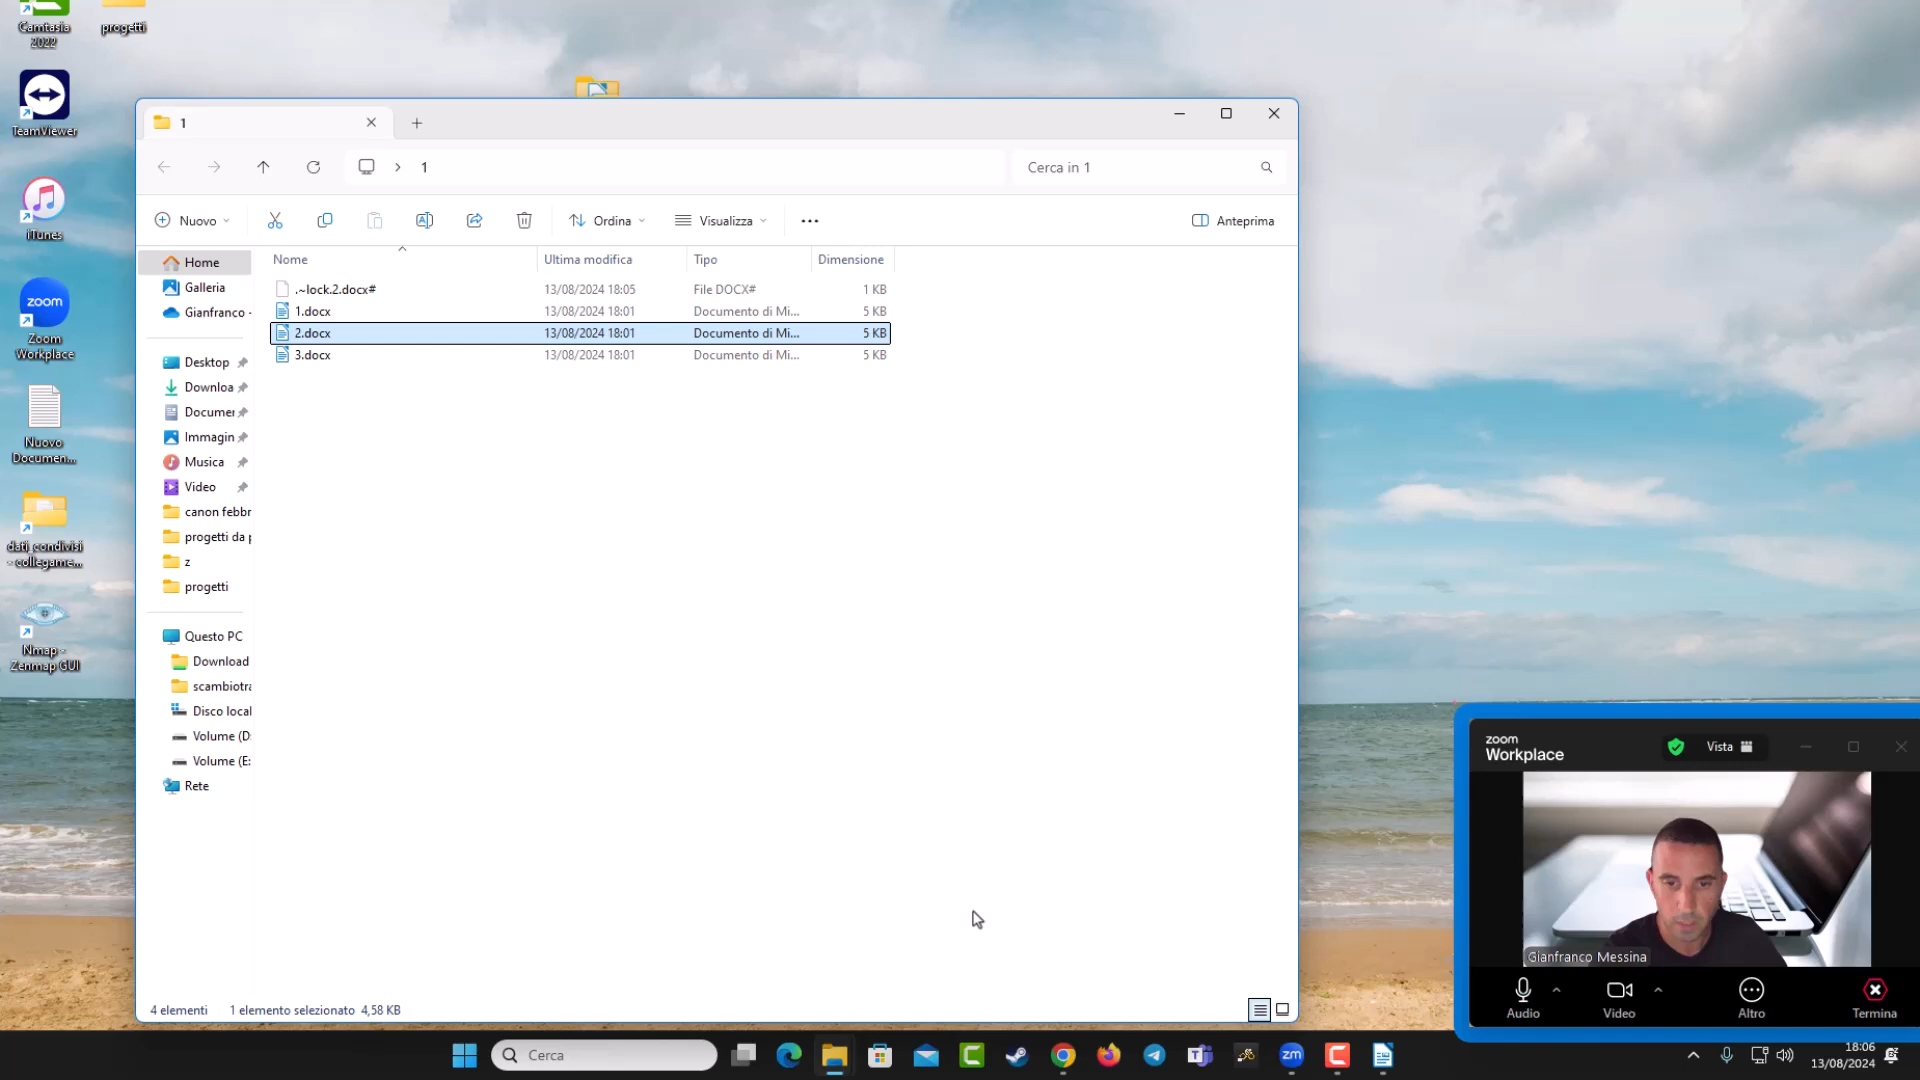 Camtasia
2022
progetti
TeamViewer
iTunes
zoom
Zoom
Workplace
Nuovo
Documen...
dati condivisi
- collegame...
Nmap -
Zenmap GUI
1
1
Cerca in 1
Nuovo
Ordina
Visualizza
Anteprima
Nome
Ultima modifica
Tipo
Dimensione
.~lock.2.docx#
13/08/2024 18:05
File DOCX#
1 KB
1.docx
13/08/2024 18:01
Documento di Mi...
5 KB
2.docx
13/08/2024 18:01
Documento di Mi...
5 KB
3.docx
13/08/2024 18:01
Documento di Mi...
5 KB
Home
Galleria
Gianfranco -
Desktop
Downloa
Documen
Immagin
Musica
Video
canon febbr
progetti da p
z
progetti
Questo PC
Download
scambiotra
Disco local
Volume (D:
Volume (E:
Rete
4 elementi
1 elemento selezionato 4,58 KB
zoom
Workplace
Vista
Gianfranco Messina
Audio
Video
Altro
Termina
Cerca
zm
18:06
13/08/2024